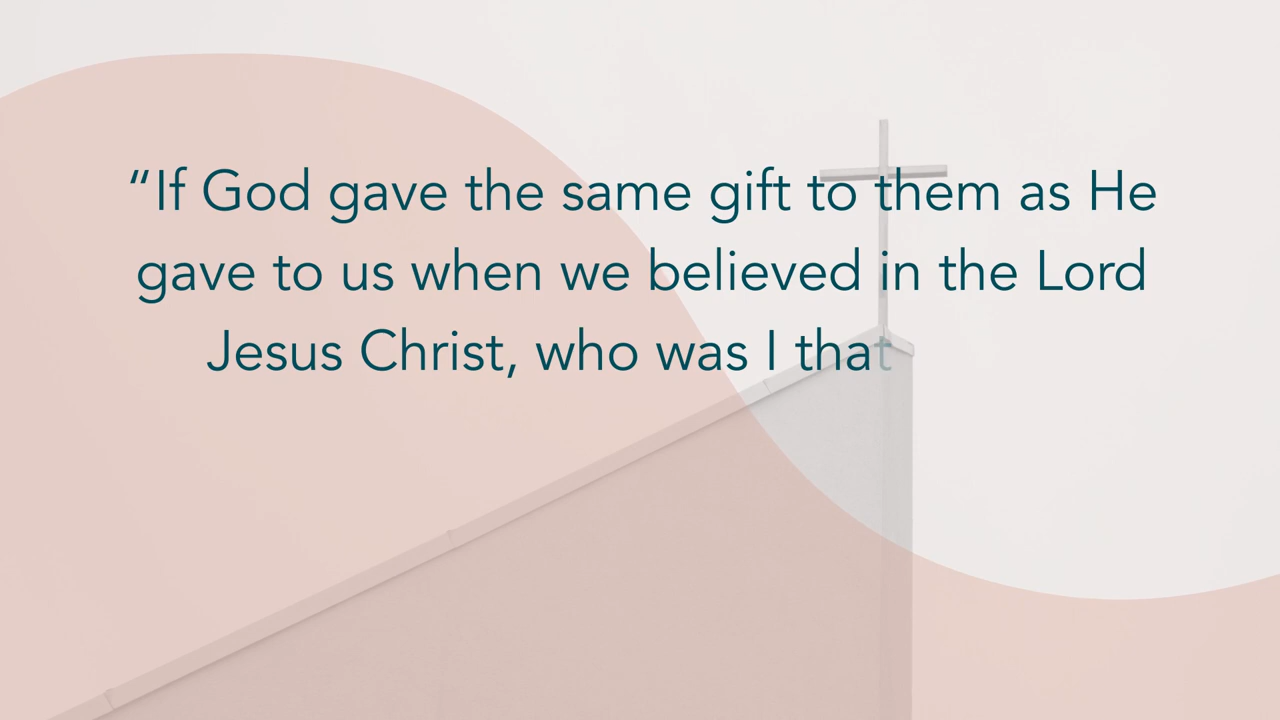 “If God gave the same gift to them as He
gave to us when we believed in the Lord
Jesus Christ, who was I that